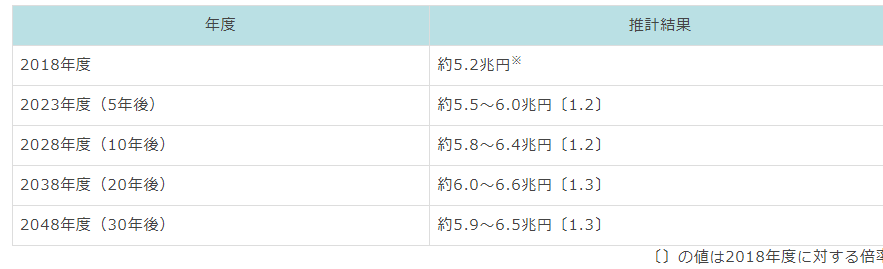 年度 推計結果
2018年度 約5.2兆円※
2023年度（5年後） 約5.5～6.0兆円〔1.2〕
2028年度（10年後） 約5.8～6.4兆円〔1.2〕
2038年度（20年後） 約6.0～6.6兆円〔1.3〕
2048年度（30年後） 約5.9～6.5兆円〔1.3〕
〔〕の値は2018年度に対する倍率